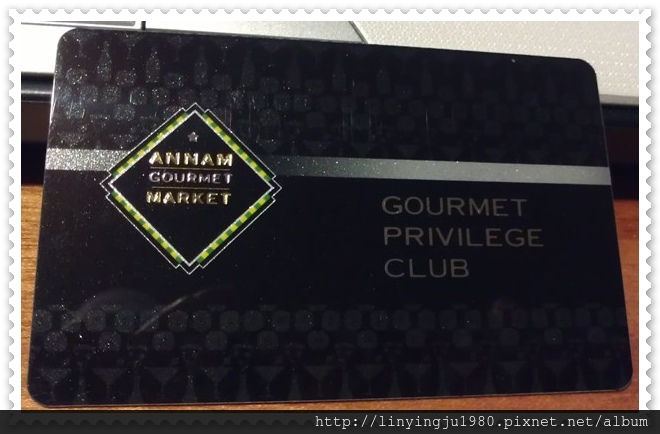 ANNAM
GOURMET
MARKET
GOURMET
PRIVILEGE
CLUB
http://linyingju1980.pixnet.net/album